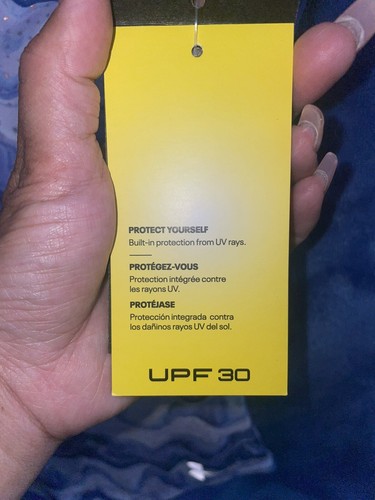 PROTECT YOURSELF
Built-in protection from UV rays.
PROTÉGEZ-VOUS
Protection intégrée contre
les rayons UV.
PROTÉJASE
Protección integrada contra
los dañinos rayos UV del sol.
UPF 30